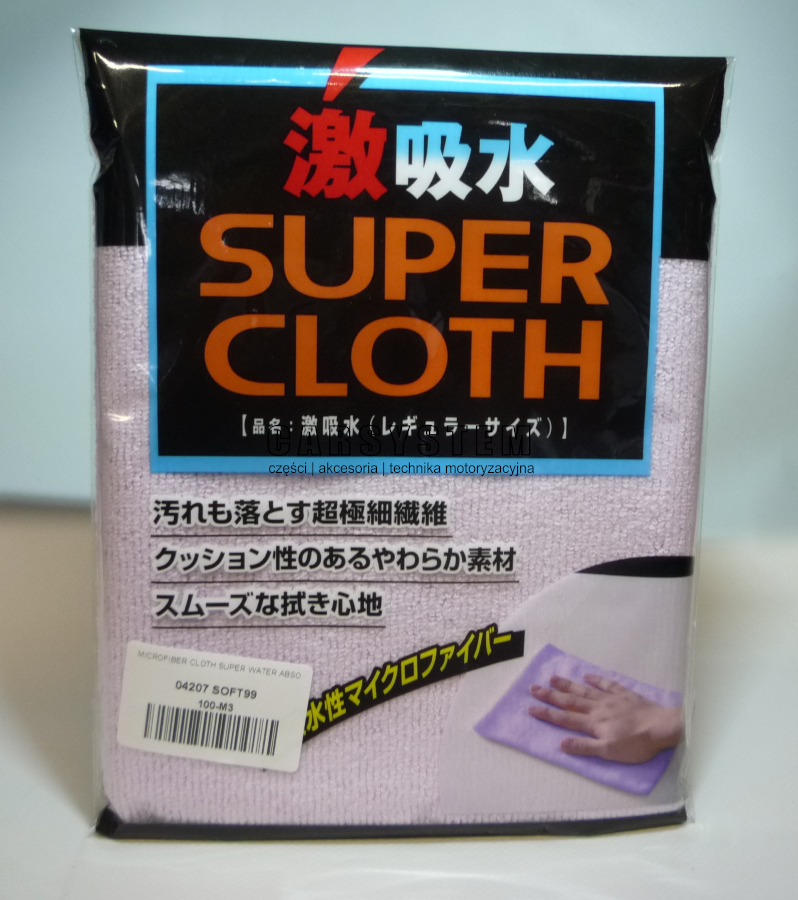 激吸水
SUPER
CLOTH
【品名:激吸水(レギュラーサイズ)】
CARSYSTEM
części | akcesoria | technika motoryzacyjna
汚れも落とす超極細繊維
クッション性のあるやわらか素材
スムーズな拭き心地
水性マイクロファイバー
MICROFIBER CLOTH SUPER WATER ABSO
04207 SOFT99
100-M3